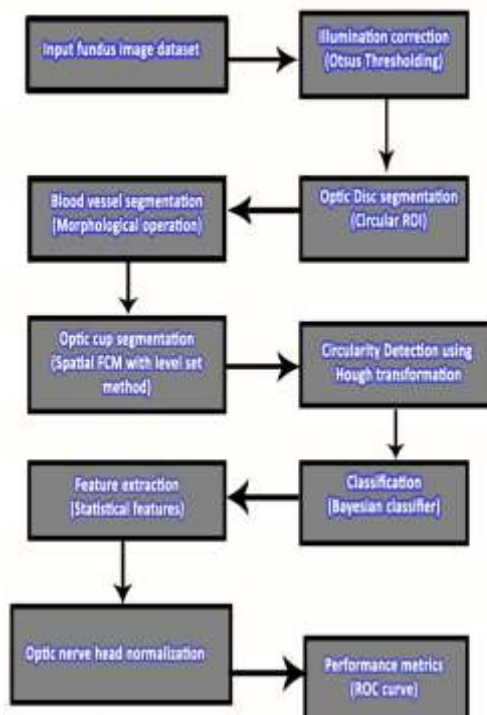 Input fundus image dataset
Illumination correction
(Otsus Thresholding)
Optic Disc segmentation
(Circular ROI)
Blood vessel segmentation
(Morphological operation)
Optic cup segmentation
(Spatial FCM with level set
method)
Circularity Detection using
Hough transformation
Classification
(Bayesian classifier)
Feature extraction
(Statistical features)
Optic nerve head normalization
Performance metrics
(ROC curve)